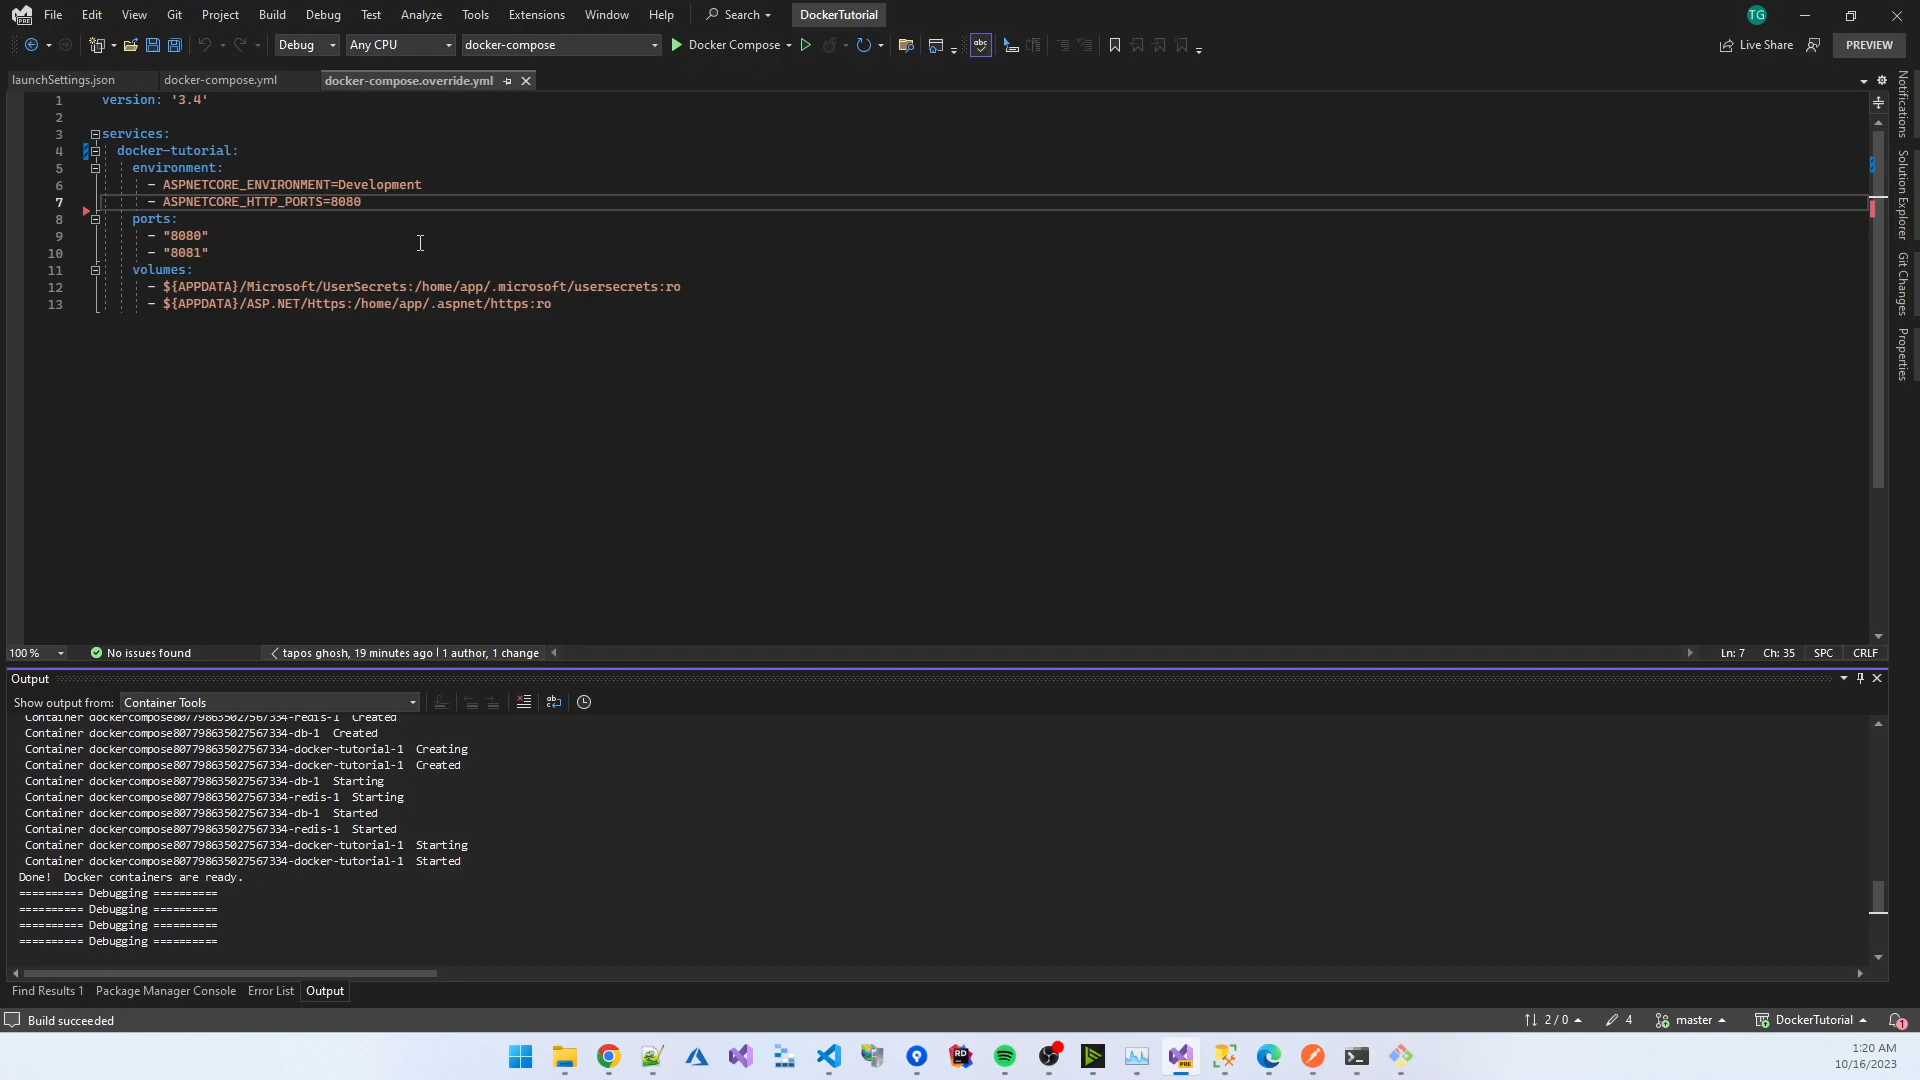 File Edit View Git Project Build Debug Test Analyze Tools Extensions Window Help Search DockerTutorial TG
Debug Any CPU docker-compose Docker Compose Live Share PREVIEW
launchSettings.json docker-compose.yml docker-compose.override.yml
1 version: '3.4'
2
3 services:
4 docker-tutorial:
5 environment:
6 - ASPNETCORE_ENVIRONMENT=Development
7 - ASPNETCORE_HTTP_PORTS=8080
8 ports:
9 - "8080"
10 - "8081"
11 volumes:
12 - ${APPDATA}/Microsoft/UserSecrets:/home/app/.microsoft/usersecrets:ro
13 - ${APPDATA}/ASP.NET/Https:/home/app/.aspnet/https:ro
Notifications
Solution Explorer
Git Changes
Properties
100 % No issues found tapos ghosh, 19 minutes ago | 1 author, 1 change Ln: 7 Ch: 35 SPC CRLF
Output
Show output from: Container Tools
Container dockercompose807798635027567334-redis-1 Created
Container dockercompose807798635027567334-db-1 Created
Container dockercompose807798635027567334-docker-tutorial-1 Creating
Container dockercompose807798635027567334-docker-tutorial-1 Created
Container dockercompose807798635027567334-db-1 Starting
Container dockercompose807798635027567334-redis-1 Starting
Container dockercompose807798635027567334-db-1 Started
Container dockercompose807798635027567334-redis-1 Started
Container dockercompose807798635027567334-docker-tutorial-1 Starting
Container dockercompose807798635027567334-docker-tutorial-1 Started
Done! Docker containers are ready.
========== Debugging ==========
========== Debugging ==========
========== Debugging ==========
========== Debugging ==========
Find Results 1 Package Manager Console Error List Output
Build succeeded 2 / 0 4 master DockerTutorial 1
1:20 AM
10/16/2023